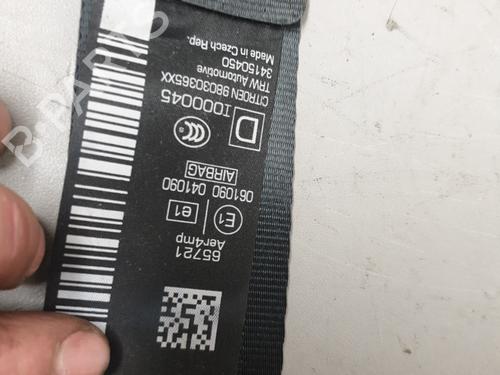 65721
Aer4mp
E1
e1
061090 041090
AIRBAG
D
I000045
CITROEN 98030365XX
TRW Automotive
34150450
Made in Czech Rep.
B-PARTS